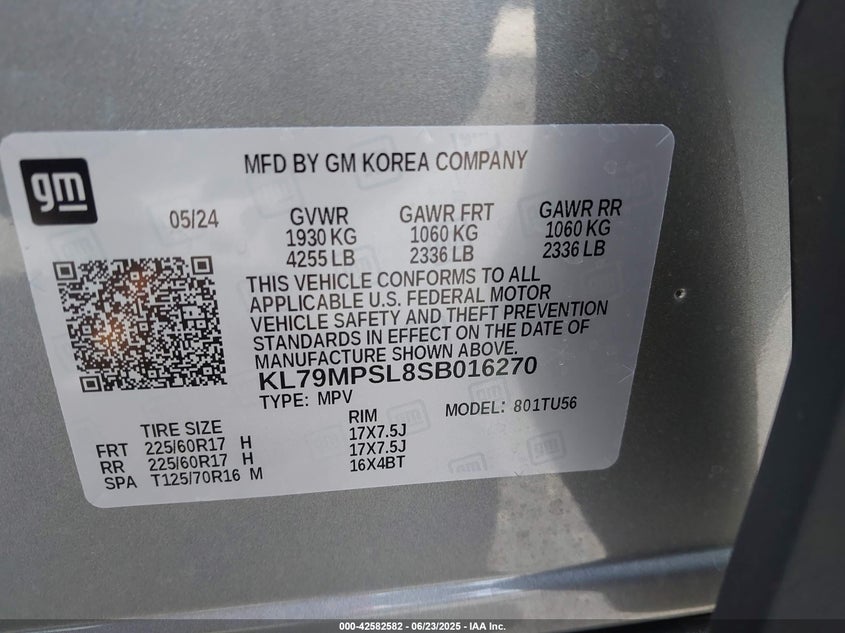 gm
MFD BY GM KOREA COMPANY
05/24 GVWR GAWR FRT GAWR RR
1930 KG 1060 KG 1060 KG
4255 LB 2336 LB 2336 LB
THIS VEHICLE CONFORMS TO ALL
APPLICABLE U.S. FEDERAL MOTOR
VEHICLE SAFETY AND THEFT PREVENTION
STANDARDS IN EFFECT ON THE DATE OF
MANUFACTURE SHOWN ABOVE.
KL79MPSL8SB016270
TYPE: MPV MODEL: 801TU56
TIRE SIZE RIM
FRT 225/60R17 H 17X7.5J
RR 225/60R17 H 17X7.5J
SPA T125/70R16 M 16X4BT
000-42582582 - 06/23/2025 - IAA Inc.